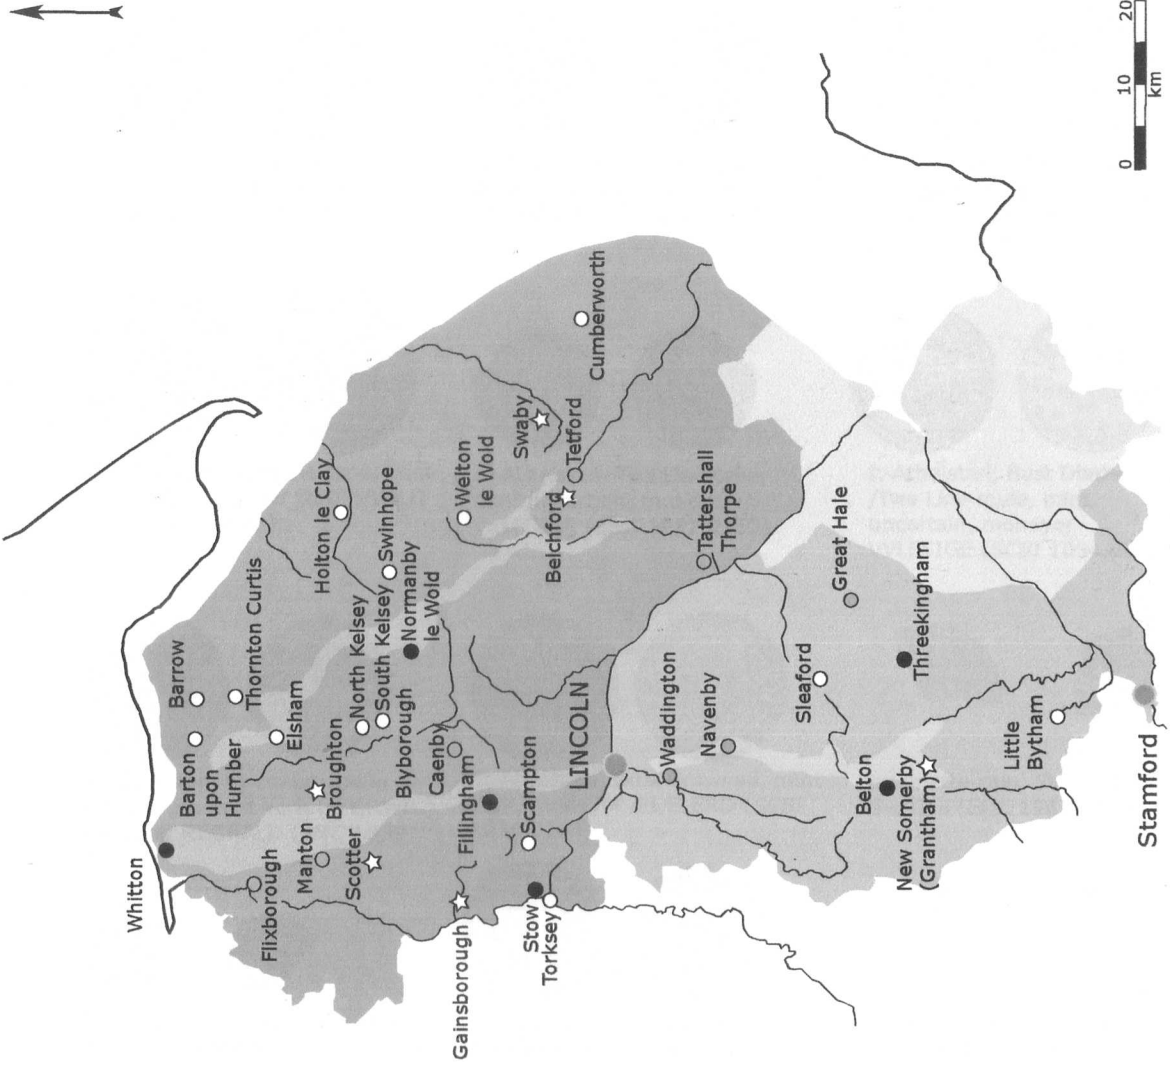 Whitton
Barton
upon
Humber
Barrow
Thornton Curtis
Flixborough
Elsham
Manton
Broughton
Holton le Clay
Scotter
North Kelsey
South Kelsey
Swinhope
Blyborough
Normanby
le Wold
Caenby
Gainsborough
Fillingham
Welton
le Wold
Scampton
Stow
Torksey
Swaby
Belchford
Tetford
Cumberworth
LINCOLN
Waddington
Navenby
Tattershall
Thorpe
Sleaford
Great Hale
Belton
New Somerby
(Grantham)
Threekingham
Little
Bytham
Stamford
0
10
20
km